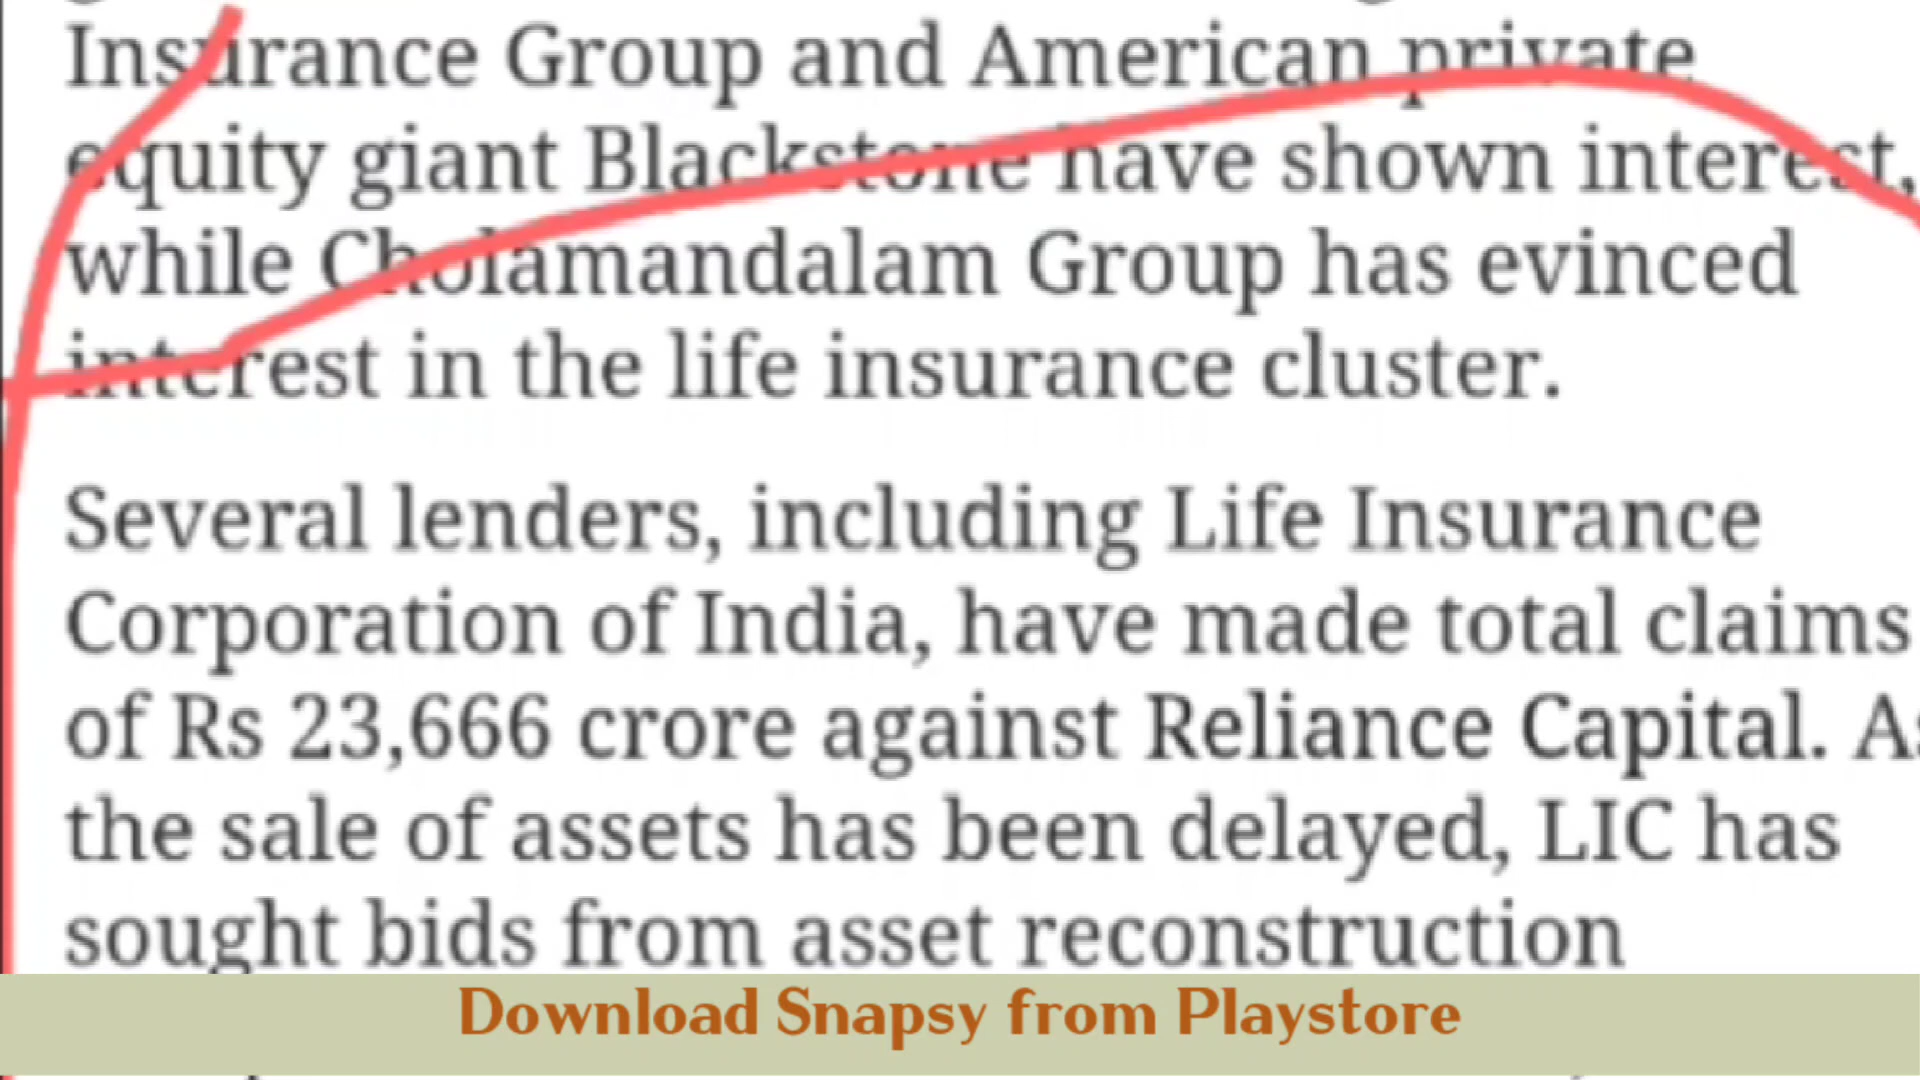 Insurance Group and American private
equity giant Blackstone have shown interest,
while Cholamandalam Group has evinced
interest in the life insurance cluster.
Several lenders, including Life Insurance
Corporation of India, have made total claims
of Rs 23,666 crore against Reliance Capital. As
the sale of assets has been delayed, LIC has
sought bids from asset reconstruction
Download Snapsy from Playstore